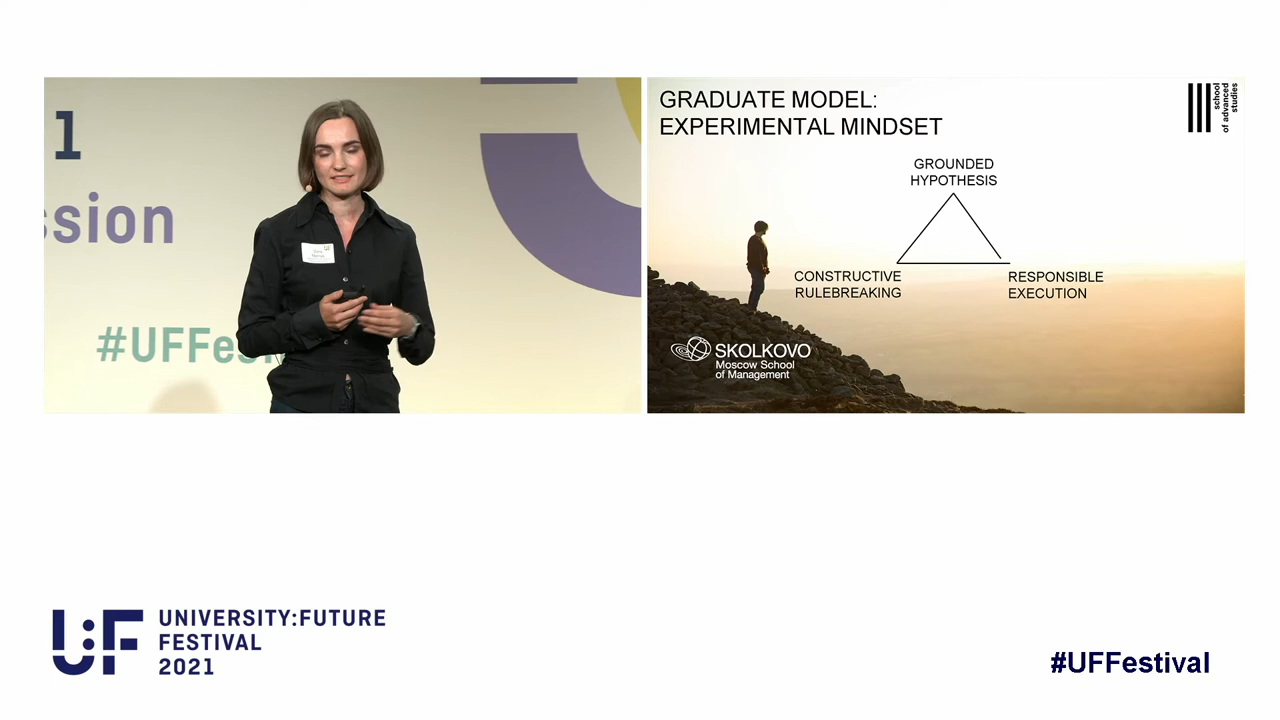 1
ssion
#UFFes
GRADUATE MODEL:
EXPERIMENTAL MINDSET
school
of advanced
studies
GROUNDED
HYPOTHESIS
CONSTRUCTIVE
RULEBREAKING
RESPONSIBLE
EXECUTION
SKOLKOVO
Moscow School
of Management
U:F
UNIVERSITY:FUTURE
FESTIVAL
2021
#UFFestival